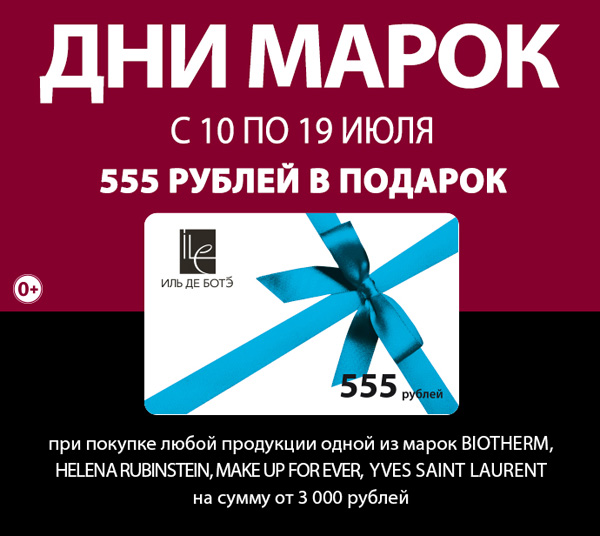 ДНИ МАРОК
С 10 ПО 19 ИЮЛЯ
555 РУБЛЕЙ В ПОДАРОК
ile
ИЛЬ ДЕ БОТЭ
0+
555 рублей
при покупке любой продукции одной из марок BIOTHERM,
HELENA RUBINSTEIN, MAKE UP FOR EVER, YVES SAINT LAURENT
на сумму от 3 000 рублей